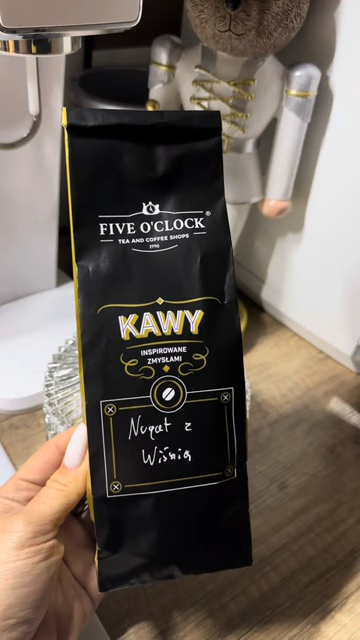 FIVE O'CLOCK®
TEA AND COFFEE SHOPS
1990
KAWY
INSPIROWANE
ZMYSŁAMI
Nugat z
Wiśnią